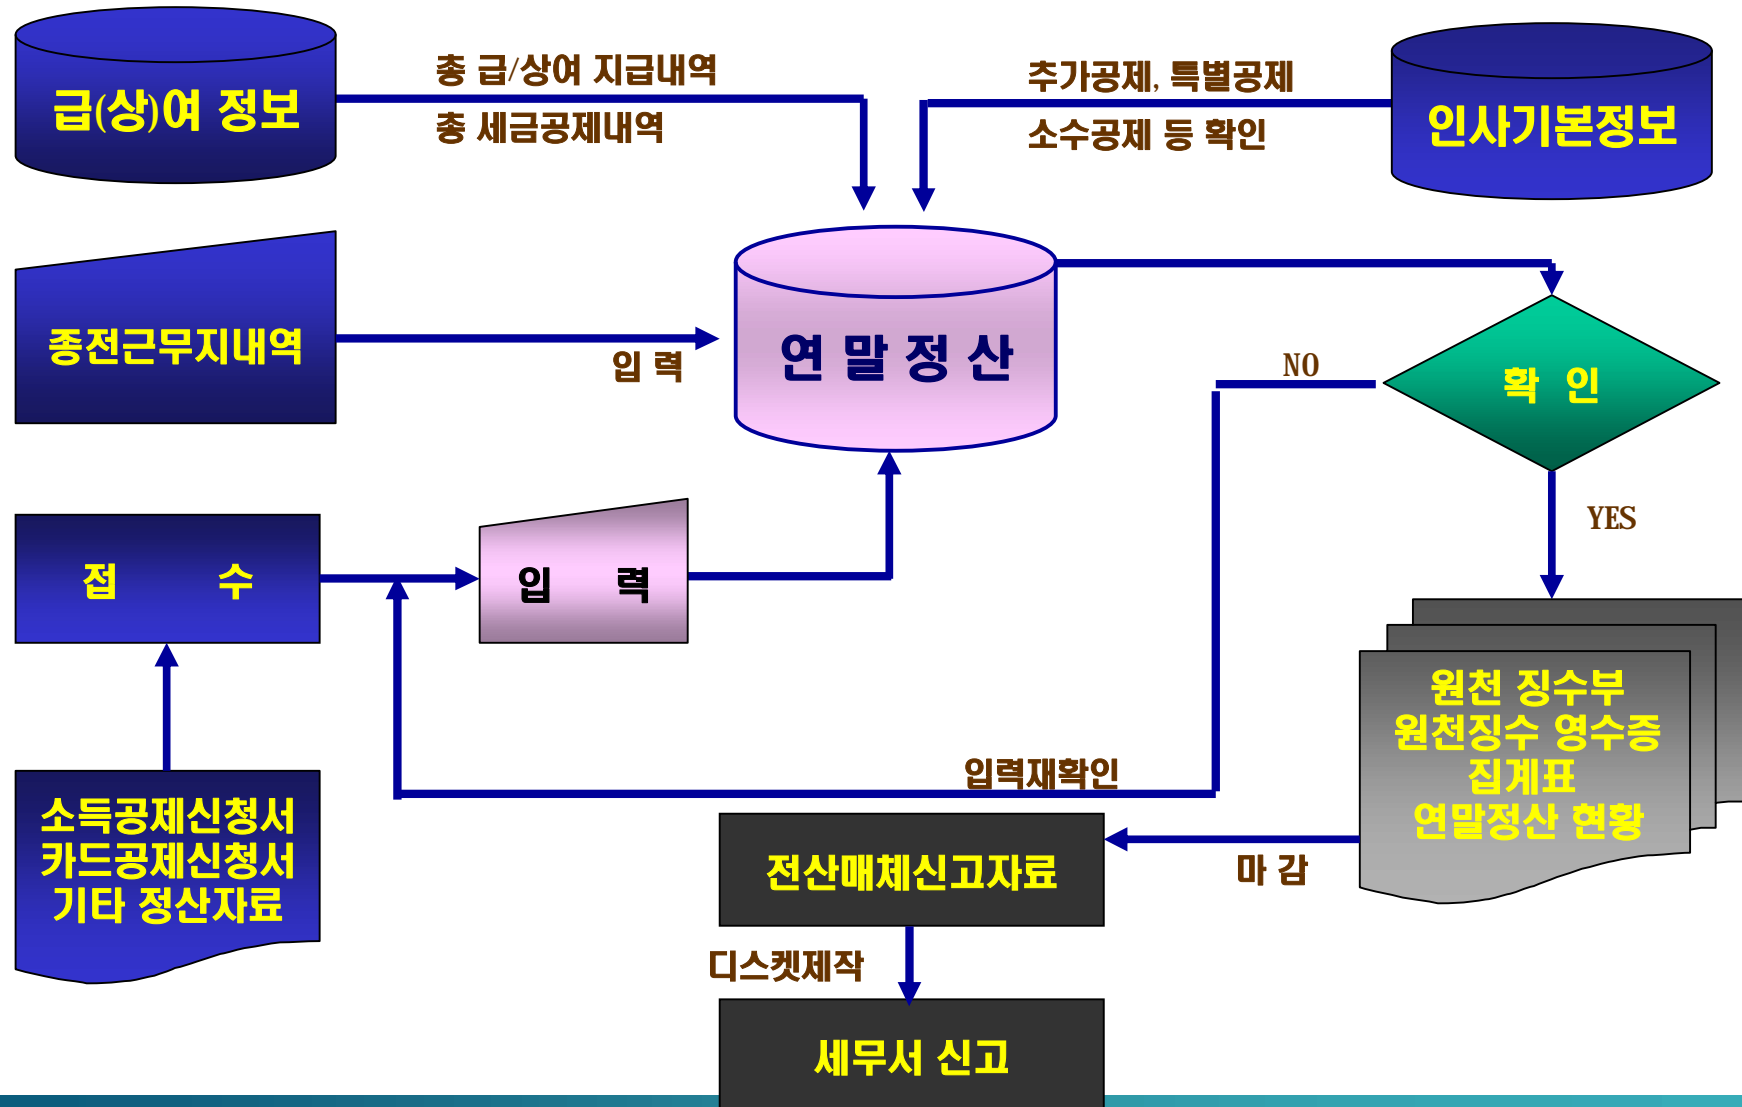 총 급/상여 지급내역
총 세금공제내역
급(상)여 정보
추가공제, 특별공제
소수공제 등 확인
인사기본정보
종전근무지내역
입 력
연 말 정 산
NO
확 인
YES
접 수
입 력
원천 징수부
원천징수 영수증
집계표
연말정산 현황
입력재확인
소득공제신청서
카드공제신청서
기타 정산자료
전산매체신고자료
마 감
디스켓제작
세무서 신고